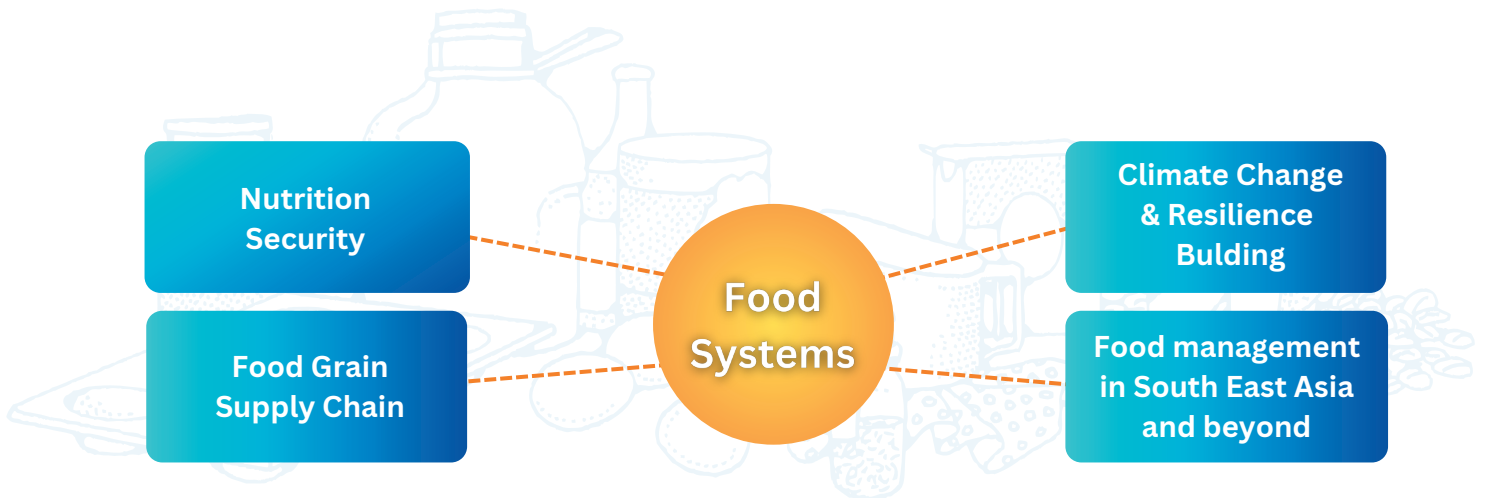 Nutrition
Security
Food Grain
Supply Chain
Food
Systems
Climate Change
& Resilience
Bulding
Food management
in South East Asia
and beyond